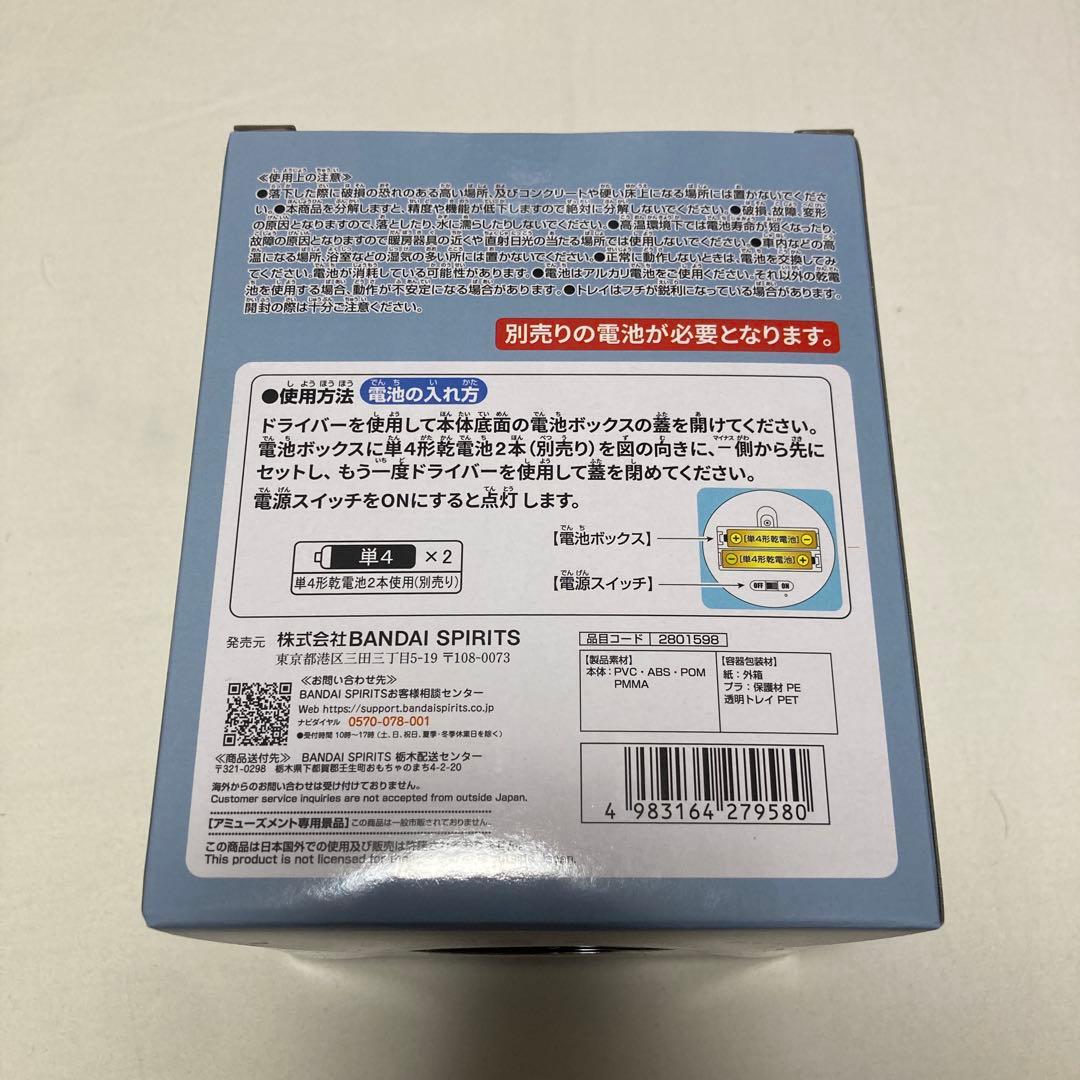 ≪使用上の注意≫
●落下した際に破損の恐れのある高い場所、及びコンクリートや硬い床上になる場所には置かないでくださ
い。●本商品を分解しますと、精度や機能が低下しますので絶対に分解しないでください。●破損、故障、変形
の原因となりますので、落としたり、水に濡らしたりしないでください。●高温環境下では電池寿命が短くなったり、
故障の原因となりますので暖房器具の近くや直射日光の当たる場所では使用しないでください。●車内などの高
温になる場所、浴室などの湿気の多い所には置かないでください。●正常に動作しないときは、電池を交換してみ
てください。電池が消耗している可能性があります。●電池はアルカリ電池をご使用ください。それ以外の乾電
池を使用する場合、動作が不安定になる場合があります。●トレイはフチが鋭利になっている場合があります。
開封の際は十分ご注意ください。
別売りの電池が必要となります。
●使用方法 電池の入れ方
ドライバーを使用して本体底面の電池ボックスの蓋を開けてください。
電池ボックスに単4形乾電池2本(別売り)を図の向きに、ー側から先に
セットし、もう一度ドライバーを使用して蓋を閉めてください。
電源スイッチをONにすると点灯します。
【電池ボックス】
+ [単4形乾電池] −
− [単4形乾電池] +
【電源スイッチ】
OFF ON
単4 ×2
単4形乾電池2本使用(別売り)
発売元 株式会社BANDAI SPIRITS
東京都港区三田三丁目5-19 〒108-0073
≪お問い合わせ先≫
BANDAI SPIRITSお客様相談センター
Web https://support.bandaispirits.co.jp
ナビダイヤル 0570-078-001
●受付時間 10時〜17時 (土、日、祝日、夏季・冬季休業日を除く)
≪商品送付先≫ BANDAI SPIRITS 栃木配送センター
〒321-0298 栃木県下都賀郡壬生町おもちゃのまち4-2-20
海外からのお問い合わせは受け付けておりません。
Customer service inquiries are not accepted from outside Japan.
【アミューズメント専用景品】この商品は一般市販されておりません。
この商品は日本国外での使用及び販売は許諾
This product is not licensed for the
Japan.
品目コード 2801598
【製品素材】
本体：PVC・ABS・POM
PMMA
【容器包装材】
紙：外箱
プラ：保護材 PE
透明トレイ PET
4 983164 279580